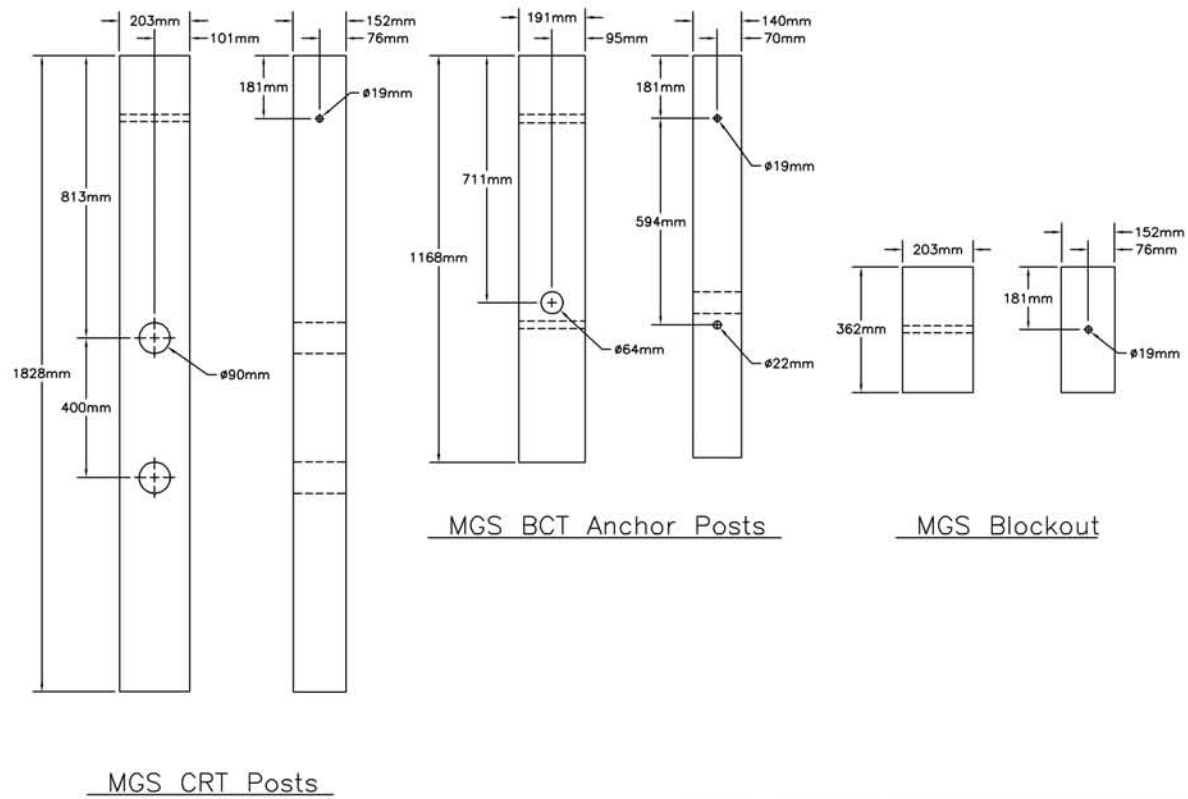 203mm
101mm
152mm
76mm
181mm
ø19mm
813mm
1828mm
ø90mm
400mm
MGS CRT Posts
191mm
95mm
140mm
70mm
181mm
711mm
ø19mm
594mm
1168mm
ø64mm
ø22mm
MGS BCT Anchor Posts
203mm
152mm
76mm
181mm
362mm
ø19mm
MGS Blockout